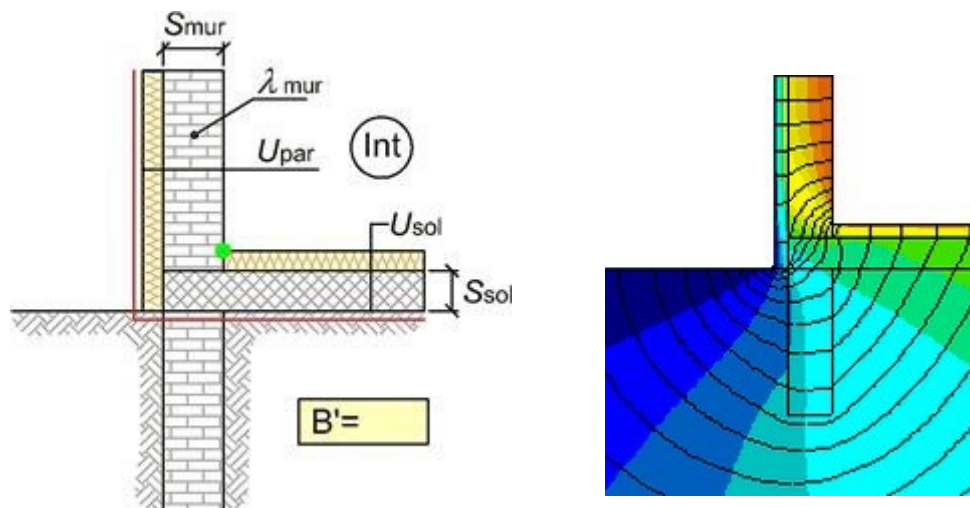 Smur
λ mur
Int
Upar
Usol
Ssol
B'=